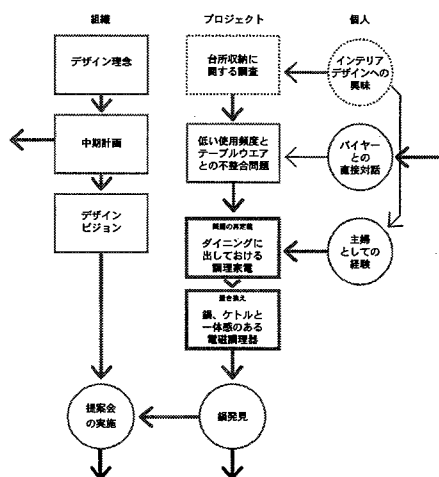 組織
プロジェクト
個人
デザイン理念
台所収納に
関する調査
インテリア
デザインへの
興味
中期計画
低い使用頻度と
テーブルウエア
との不整合問題
バイヤー
との
直接対話
デザイン
ビジョン
問題の再定義
ダイニングに
出しておける
調理家電
主婦
としての
経験
置き換え
鍋、ケトルと
一体感のある
電磁調理器
提案会
の実施
鍋発見